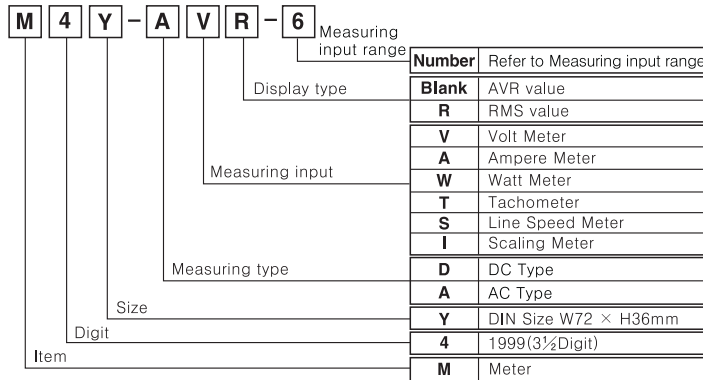 M 4 Y - A V R - 6
Measuring
input range
Number Refer to Measuring input range
Display type
Blank AVR value
R RMS value
Measuring input
V Volt Meter
A Ampere Meter
W Watt Meter
T Tachometer
S Line Speed Meter
I Scaling Meter
Measuring type
D DC Type
A AC Type
Size
Y DIN Size W72 × H36mm
Digit
4 1999(3½Digit)
Item
M Meter